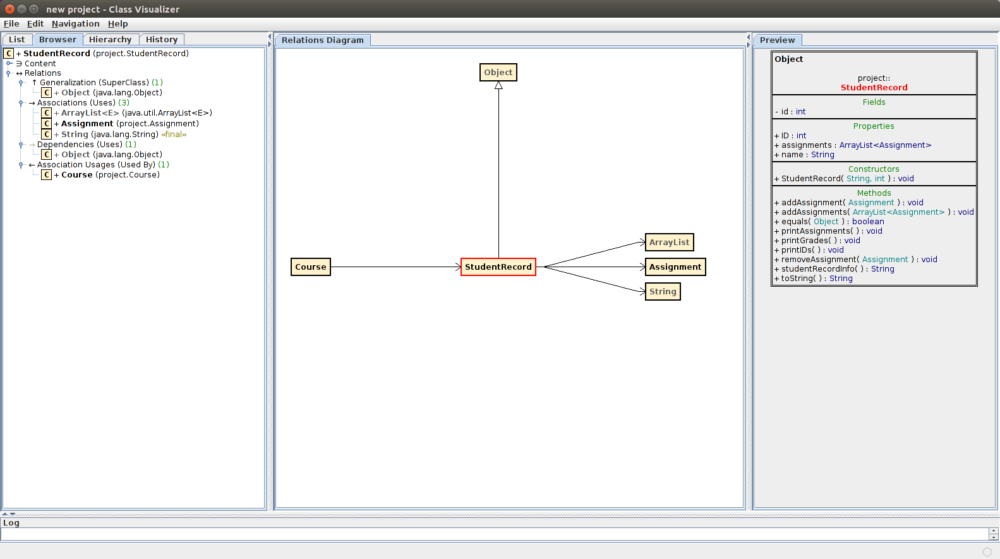 new project - Class Visualizer
File Edit Navigation Help
List Browser Hierarchy History
C + StudentRecord (project.StudentRecord)
∋ Content
↔ Relations
↑ Generalization (SuperClass) (1)
C + Object (java.lang.Object)
→ Associations (Uses) (3)
C + ArrayList<E> (java.util.ArrayList<E>)
C + Assignment (project.Assignment)
C + String (java.lang.String) «final»
→ Dependencies (Uses) (1)
C + Object (java.lang.Object)
← Association Usages (Used By) (1)
C + Course (project.Course)
Relations Diagram
Object
ArrayList
Course
StudentRecord
Assignment
String
Preview
Object
project::
StudentRecord
Fields
- id : int
Properties
+ ID : int
+ assignments : ArrayList<Assignment>
+ name : String
Constructors
+ StudentRecord( String, int ) : void
Methods
+ addAssignment( Assignment ) : void
+ addAssignments( ArrayList<Assignment> ) : void
+ equals( Object ) : boolean
+ printAssignments( ) : void
+ printGrades( ) : void
+ printIDs( ) : void
+ removeAssignment( Assignment ) : void
+ studentRecordInfo( ) : String
+ toString( ) : String
Log